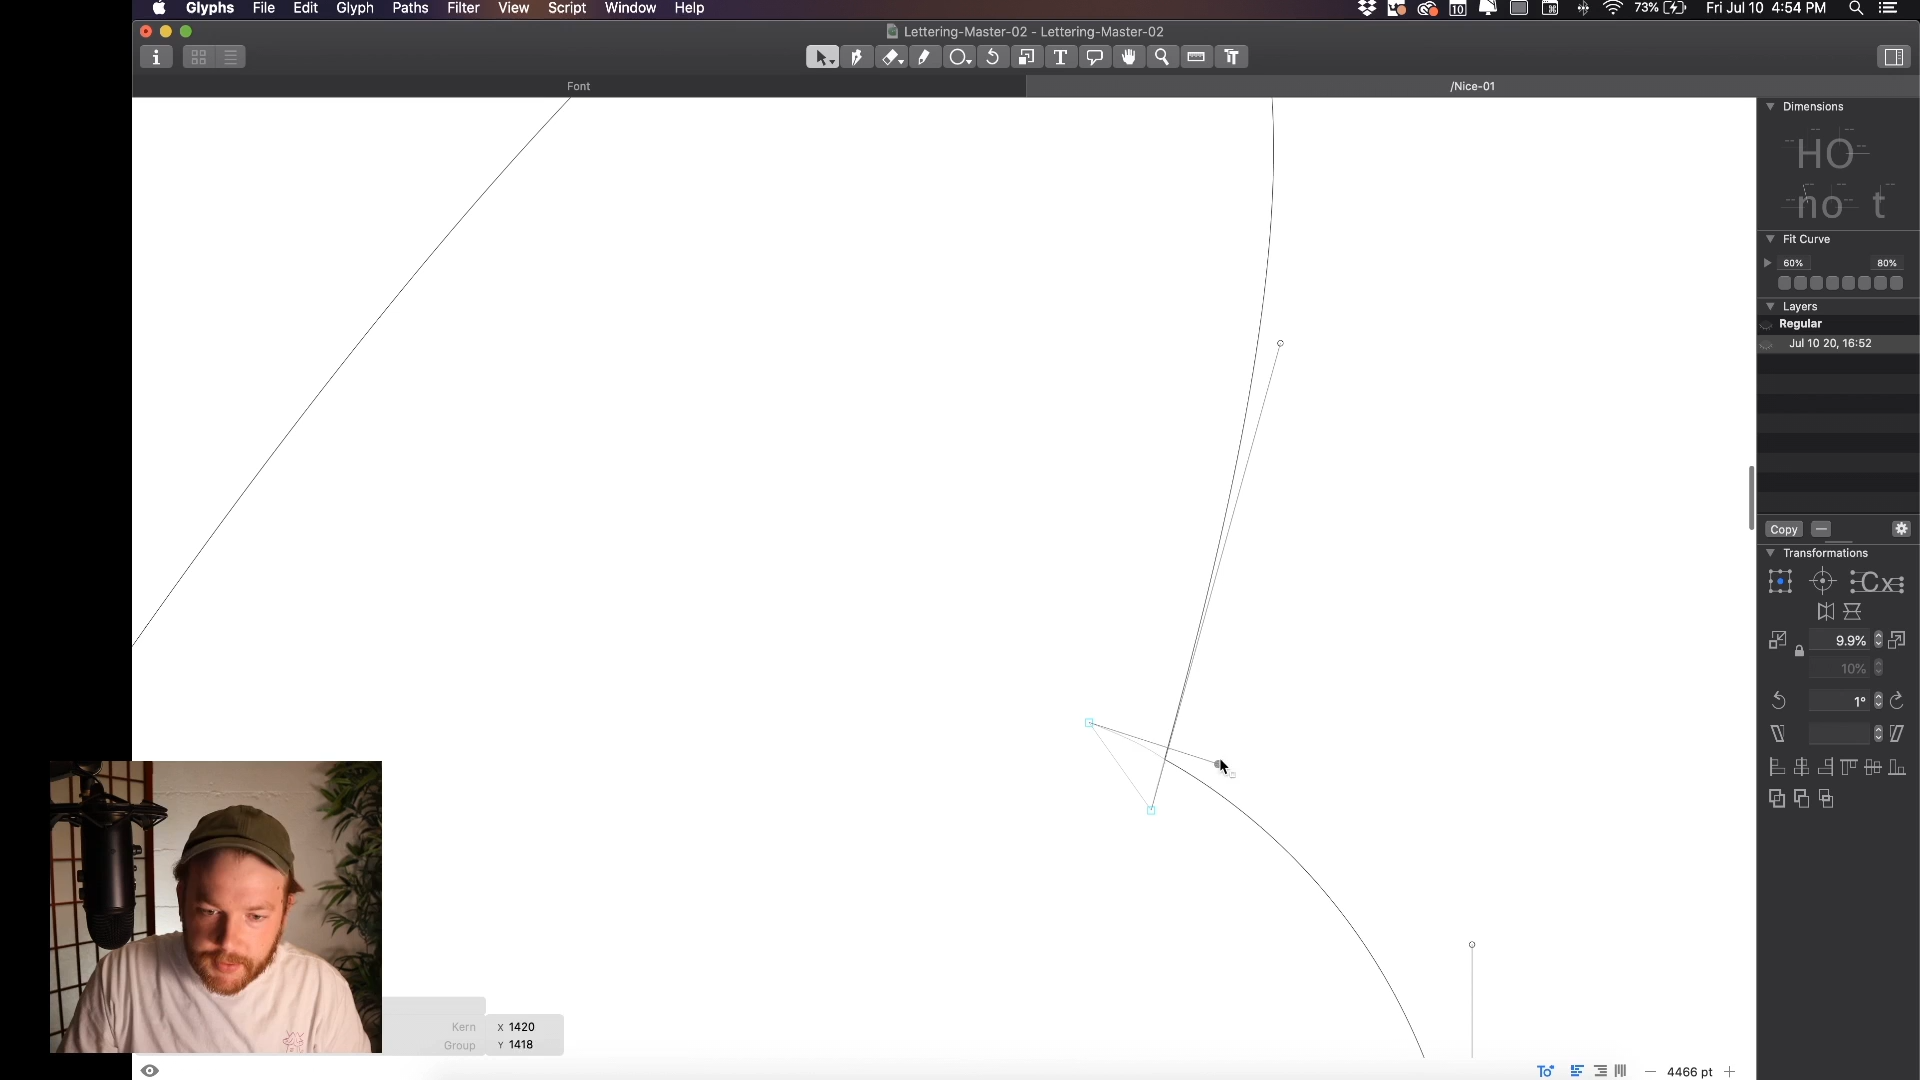 Glyphs File Edit Glyph Paths Filter View Script Window Help
10 73% Fri Jul 10 4:54 PM
Lettering-Master-02 - Lettering-Master-02
Font
/Nice-01
Dimensions
HO
no t
Fit Curve
60% 80%
Layers
Regular
Jul 10 20, 16:52
Copy
Transformations
Cx
9.9%
10%
1°
Kern X 1420
Group Y 1418
4466 pt